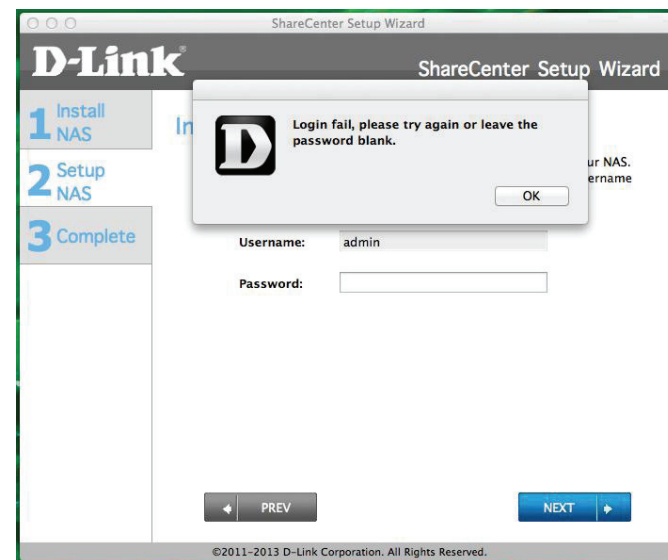 ShareCenter Setup Wizard
D-Link
ShareCenter Setup Wizard
1 Install NAS
2 Setup NAS
3 Complete
In
Login fail, please try again or leave the
password blank.
OK
ur NAS.
ername
Username: admin
Password:
PREV
NEXT
©2011-2013 D-Link Corporation. All Rights Reserved.